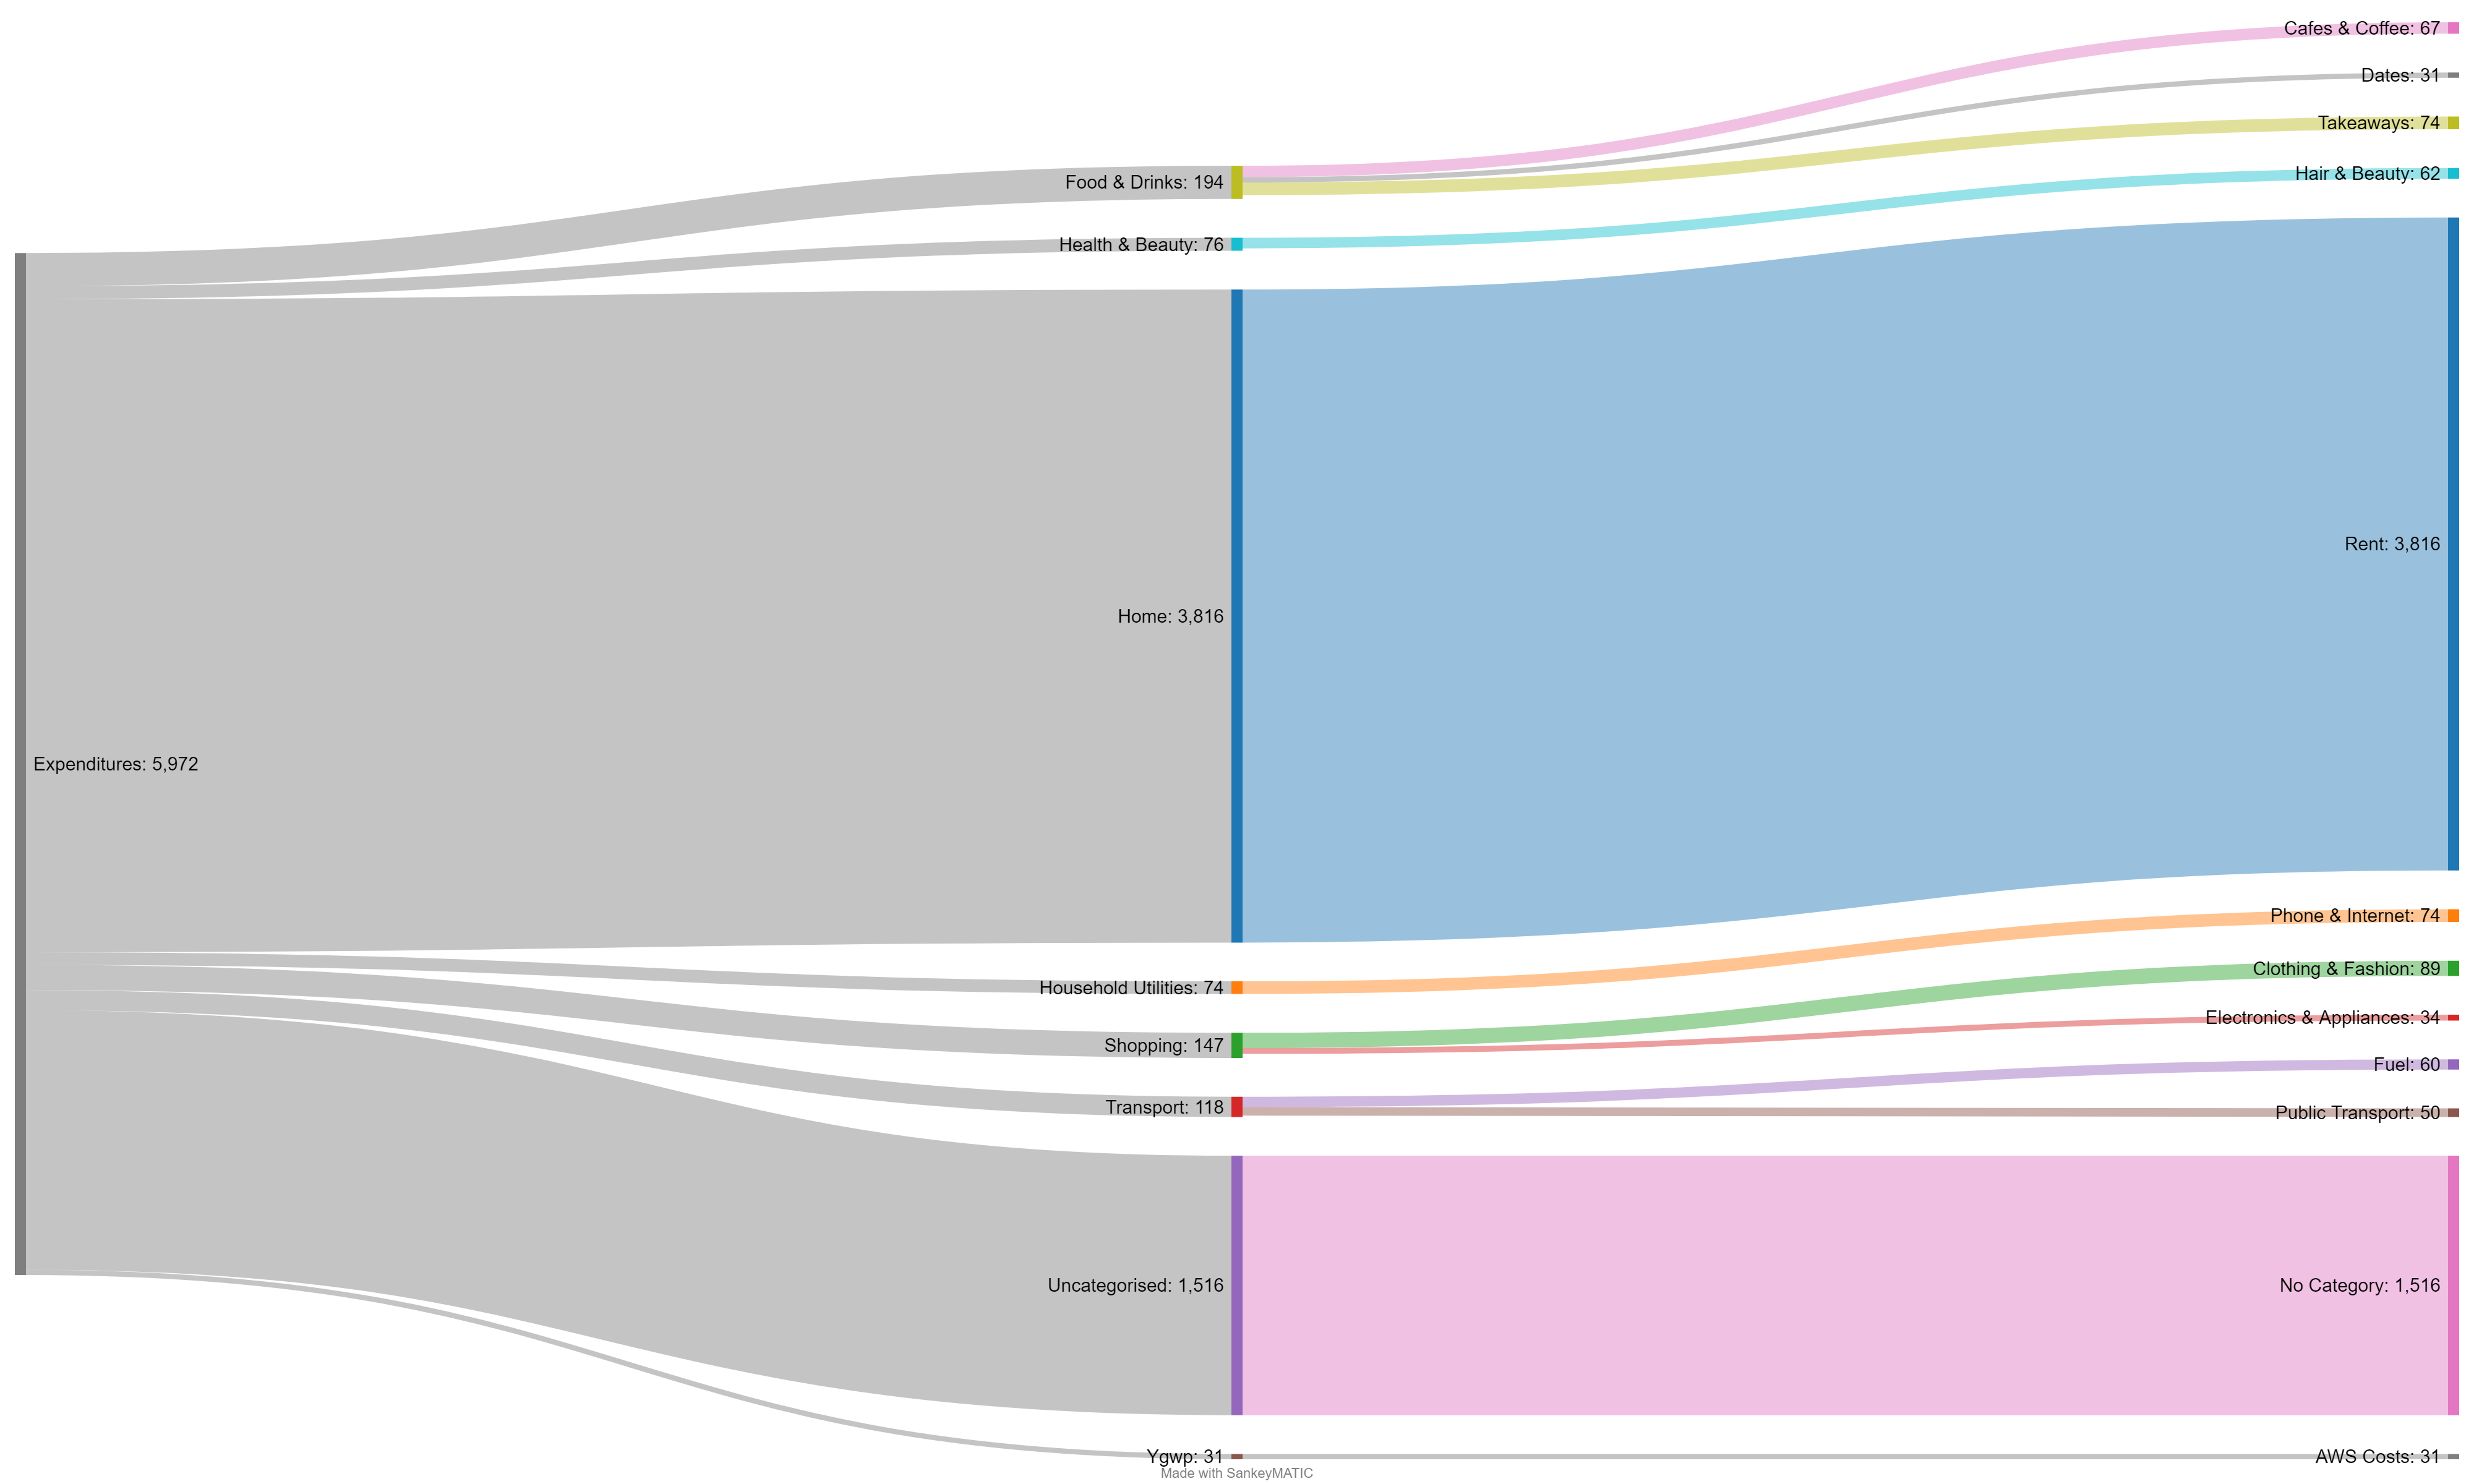 Cafes & Coffee: 67
Dates: 31
Takeaways: 74
Hair & Beauty: 62
Food & Drinks: 194
Health & Beauty: 76
Rent: 3,816
Home: 3,816
Expenditures: 5,972
Phone & Internet: 74
Clothing & Fashion: 89
Household Utilities: 74
Electronics & Appliances: 34
Shopping: 147
Fuel: 60
Transport: 118
Public Transport: 50
Uncategorised: 1,516
No Category: 1,516
Ygwp: 31
AWS Costs: 31
Made with SankeyMATIC